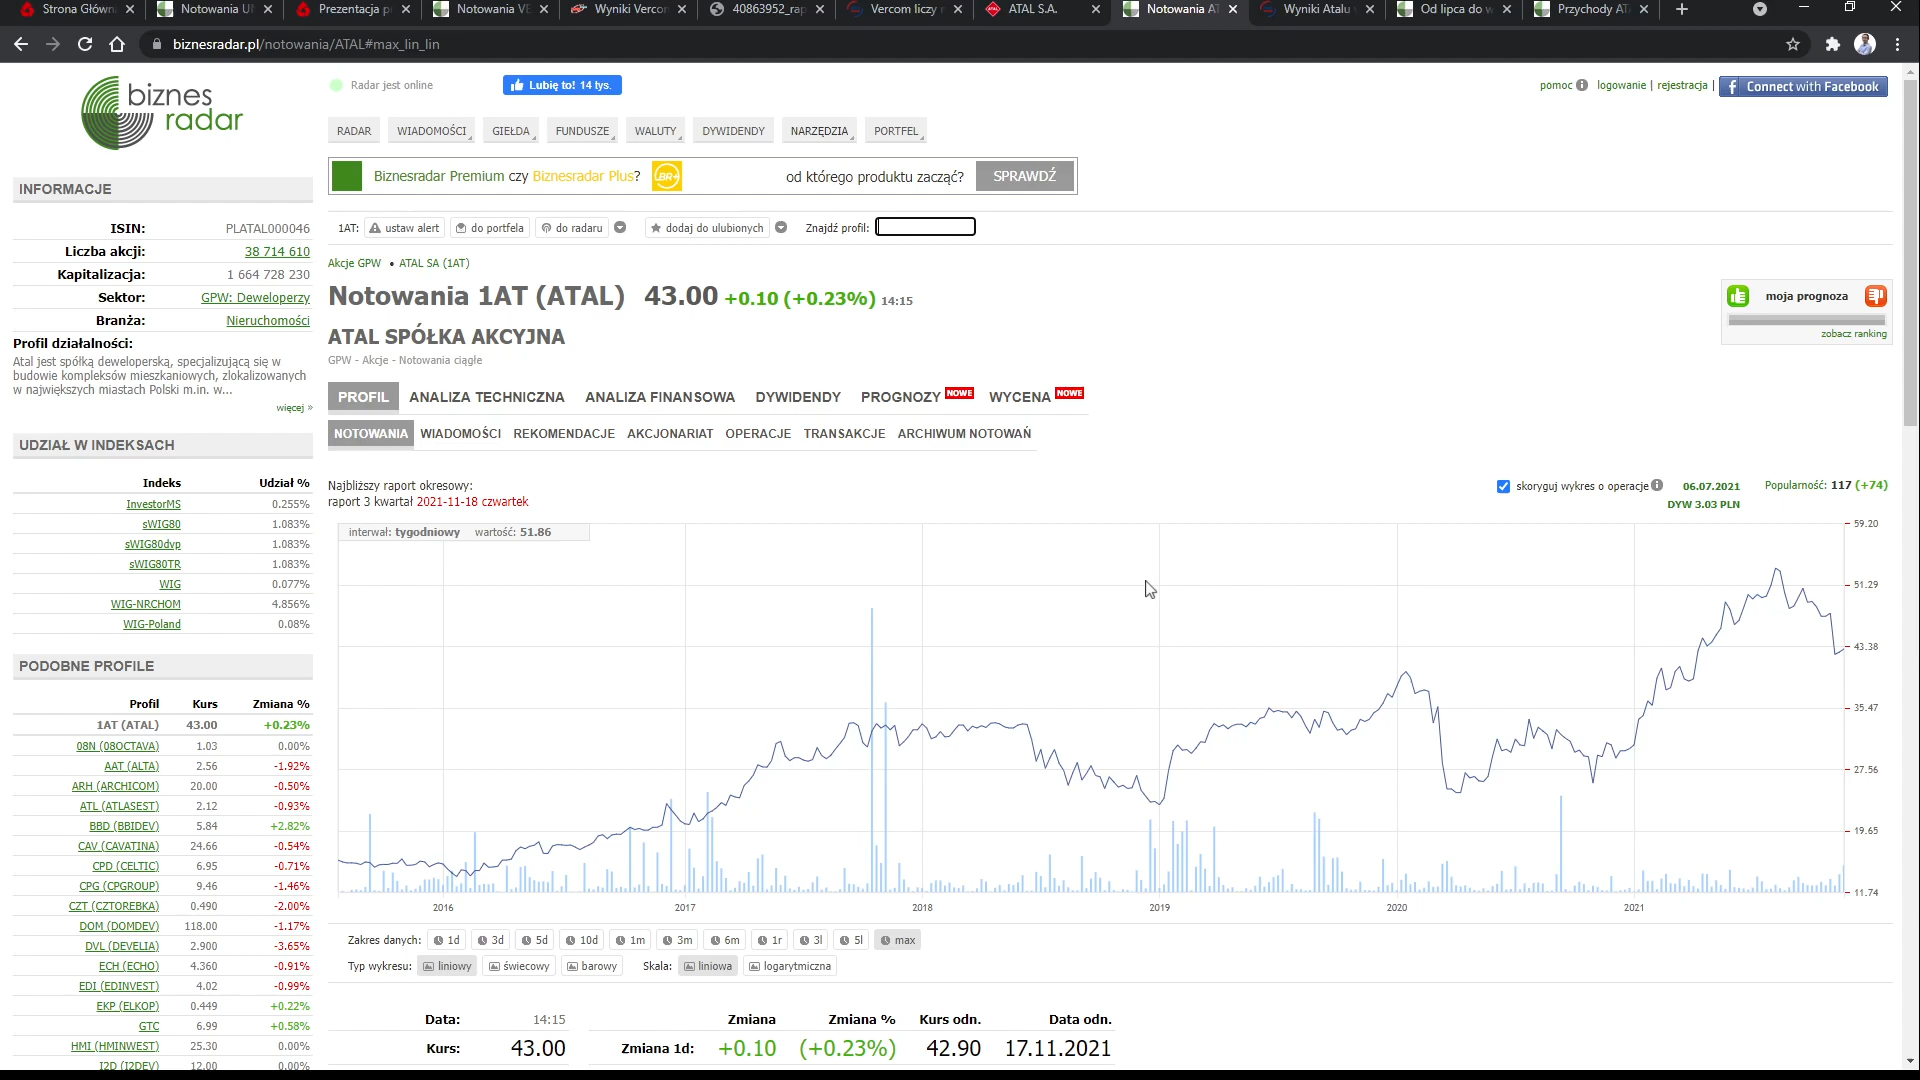 Strona Główn
Notowania UN
Prezentacja p
Notowania VE
Wyniki Vercon
40863952_rap
Vercom liczy r
ATAL S.A.
Notowania AT
Wyniki Atalu
Od lipca do w
Przychody AT
biznesradar.pl/notowania/ATAL#max_lin_lin
biznes
radar
Radar jest online
Lubię to! 14 tys.
pomoc
logowanie | rejestracja |
Connect with Facebook
RADAR WIADOMOŚCI GIEŁDA FUNDUSZE WALUTY DYWIDENDY NARZĘDZIA PORTFEL
Biznesradar Premium czy Biznesradar Plus? BR+ od którego produktu zacząć? SPRAWDŹ
1AT: ustaw alert do portfela do radaru dodaj do ulubionych Znajdź profil:
Akcje GPW • ATAL SA (1AT)
Notowania 1AT (ATAL) 43.00 +0.10 (+0.23%) 14:15
ATAL SPÓŁKA AKCYJNA
GPW - Akcje - Notowania ciągłe
moja prognoza
zobacz ranking
PROFIL ANALIZA TECHNICZNA ANALIZA FINANSOWA DYWIDENDY PROGNOZY NOWE WYCENA NOWE
NOTOWANIA WIADOMOŚCI REKOMENDACJE AKCJONARIAT OPERACJE TRANSAKCJE ARCHIWUM NOTOWAŃ
INFORMACJE
ISIN: PLATAL000046
Liczba akcji: 38 714 610
Kapitalizacja: 1 664 728 230
Sektor: GPW: Deweloperzy
Branża: Nieruchomości
Profil działalności:
Atal jest spółką deweloperską, specjalizującą się w
budowie kompleksów mieszkaniowych, zlokalizowanych
w największych miastach Polski m.in. w...
więcej »
UDZIAŁ W INDEKSACH
Indeks Udział %
InvestorMS 0.255%
sWIG80 1.083%
sWIG80dvp 1.083%
sWIG80TR 1.083%
WIG 0.077%
WIG-NRCHOM 4.856%
WIG-Poland 0.08%
PODOBNE PROFILE
Profil Kurs Zmiana %
1AT (ATAL) 43.00 +0.23%
08N (08OCTAVA) 1.03 0.00%
AAT (ALTA) 2.56 -1.92%
ARH (ARCHICOM) 20.00 -0.50%
ATL (ATLASEST) 2.12 -0.93%
BBD (BBIDEV) 5.84 +2.82%
CAV (CAVATINA) 24.66 -0.54%
CPD (CELTIC) 6.95 -0.71%
CPG (CPGROUP) 9.46 -1.46%
CZT (CZTOREBKA) 0.490 -2.00%
DOM (DOMDEV) 118.00 -1.17%
DVL (DEVELIA) 2.900 -3.65%
ECH (ECHO) 4.360 -0.91%
EDI (EDINVEST) 4.02 -0.99%
EKP (ELKOP) 0.449 +0.22%
GTC 6.99 +0.58%
HMI (HMINWEST) 25.30 0.00%
I2D (I2DEV) 12.00 0.00%
Najbliższy raport okresowy:
raport 3 kwartał 2021-11-18 czwartek
skoryguj wykres o operacje 06.07.2021 Popularność: 117 (+74)
DYW 3.03 PLN
interwał: tygodniowy wartość: 51.86
59.20
51.29
43.38
35.47
27.56
19.65
11.74
2016 2017 2018 2019 2020 2021
Zakres danych: 1d 3d 5d 10d 1m 3m 6m 1r 3l 5l max
Typ wykresu: liniowy świecowy barowy Skala: liniowa logarytmiczna
Data: 14:15 Zmiana Zmiana % Kurs odn. Data odn.
Kurs: 43.00 Zmiana 1d: +0.10 (+0.23%) 42.90 17.11.2021